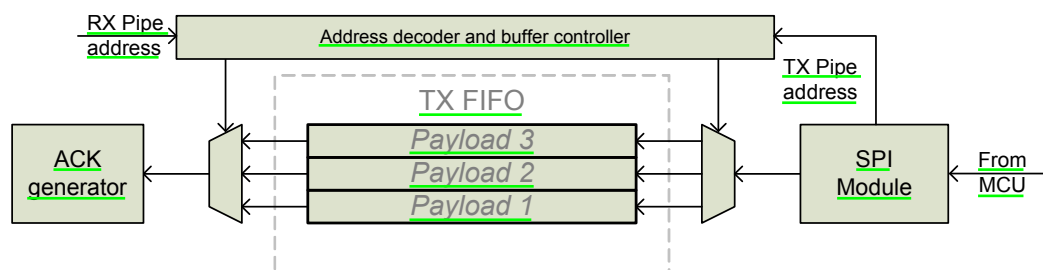 RX Pipe
address
Address decoder and buffer controller
TX Pipe
address
TX FIFO
Payload 3
Payload 2
Payload 1
ACK
generator
SPI
Module
From
MCU